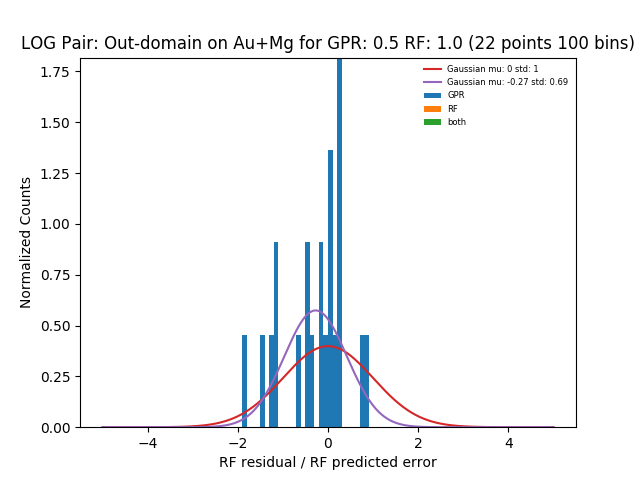 LOG Pair: Out-domain on Au+Mg for GPR: 0.5 RF: 1.0 (22 points 100 bins)
Gaussian mu: 0 std: 1
Gaussian mu: -0.27 std: 0.69
GPR
RF
both
Normalized Counts
1.75
1.50
1.25
1.00
0.75
0.50
0.25
0.00
−4 −2 0 2 4
RF residual / RF predicted error